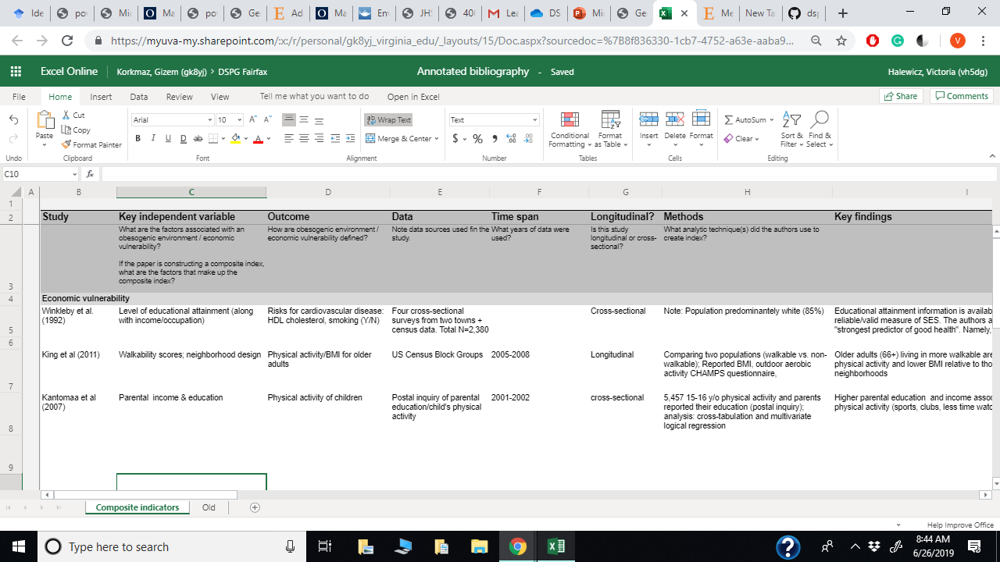 Ide
pov
Mic
Ma
po
Ge
Ad
Ma
Env
JHS
40
Lea
DS
Mic
Ge
Me
New Ta
dsp
https://myuva-my.sharepoint.com/:x:/r/personal/gk8yj_virginia_edu/_layouts/15/Doc.aspx?sourcedoc=%7B8f836330-1cb7-4752-a63e-aaba9...
V
Excel Online Korkmaz, Gizem (gk8yj) > DSPG Fairfax Annotated bibliography - Saved Halewicz, Victoria (vh5dg)
File Home Insert Data Review View Tell me what you want to do Open in Excel Share Comments
Paste Cut Copy Format Painter
Arial 10
B I U D ab A
Wrap Text
Merge & Center
Text
$ % 9
Conditional Formatting
Format as Table
Insert Delete Format
AutoSum
Clear
Sort & Filter
Find & Select
Undo Clipboard Font Alignment Number Tables Cells Editing
C10 fx
A B C D E F G H I
1
2 Study Key independent variable Outcome Data Time span Longitudinal? Methods Key findings
What are the factors associated with an obesogenic environment / economic vulnerability?
If the paper is constructing a composite index, what are the factors that make up the composite index?
How are obesogenic environment / economic vulnerability defined?
Note data sources used fin the study.
What years of data were used?
Is this study longitudinal or cross-sectional?
What analytic technique(s) did the authors use to create index?
3
4 Economic vulnerability
Winkleby et al. (1992)
Level of educational attainment (along with income/occupation)
Risks for cardiovascular disease: HDL cholesterol, smoking (Y/N)
Four cross-sectional surveys from two towns + census data. Total N=2,380
Cross-sectional
Note: Population predominantely white (85%)
Educational attainment information is availab
reliable/valid measure of SES. The authors a
"strongest predictor of good health". Namely,
5
6
King et al (2011)
Walkability scores; neighborhood design
Physical activity/BMI for older adults
US Census Block Groups
2005-2008
Longitudinal
Comparing two populations (walkable vs. non-walkable); Reported BMI, outdoor aerobic activity CHAMPS questionnaire,
Older adults (66+) living in more walkable are
physical activity and lower BMI relative to tho
neighborhoods
7
Kantomaa et al (2007)
Parental income & education
Physical activity of children
Postal inquiry of parental education/child's physical activity
2001-2002
cross-sectional
5,457 15-16 y/o physical activity and parents reported their education (postal inquiry); analysis: cross-tabulation and multivariate logical regression
Higher parental education and income assoc
physical activity (sports, clubs, less time watc
8
9
Composite indicators Old
Help Improve Office
Type here to search
8:44 AM
6/26/2019